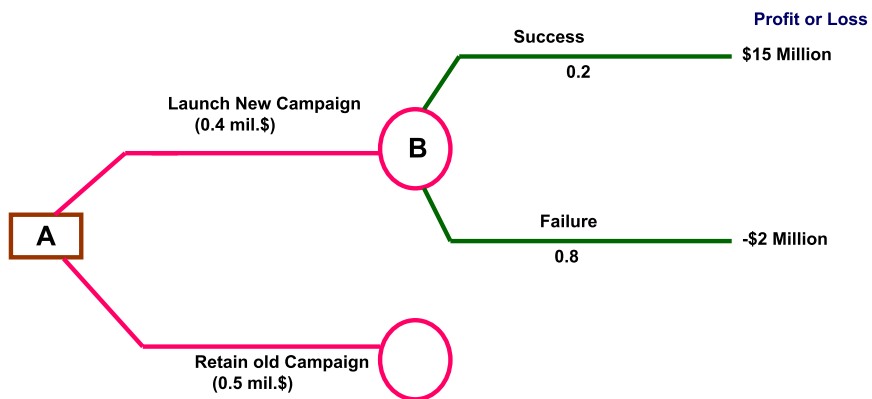 Profit or Loss
Success
$15 Million
0.2
Launch New Campaign
(0.4 mil.$)
B
A
Failure
-$2 Million
0.8
Retain old Campaign
(0.5 mil.$)